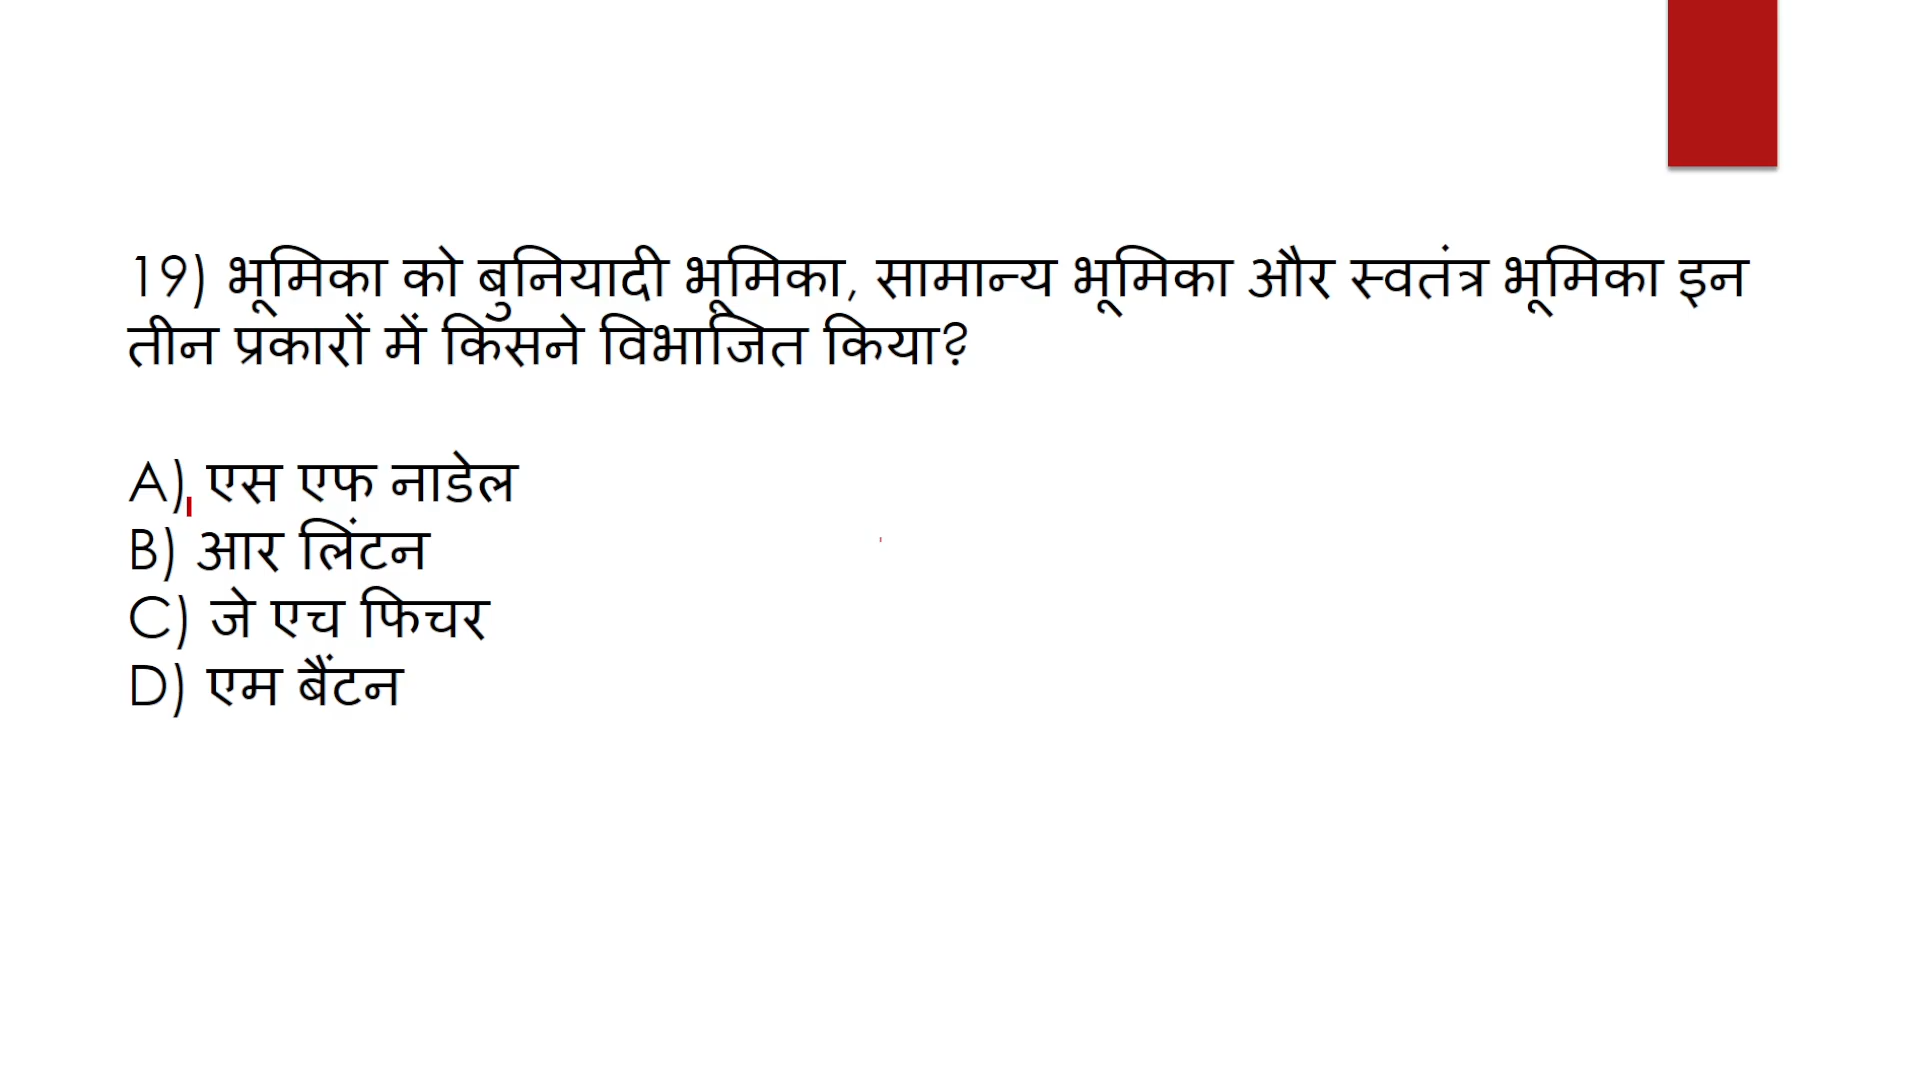 19) भूमिका को बुनियादी भूमिका, सामान्य भूमिका और स्वतंत्र भूमिका इन
तीन प्रकारों में किसने विभाजित किया?
A) एस एफ नाडेल
B) आर लिंटन
C) जे एच फिचर
D) एम बैंटन